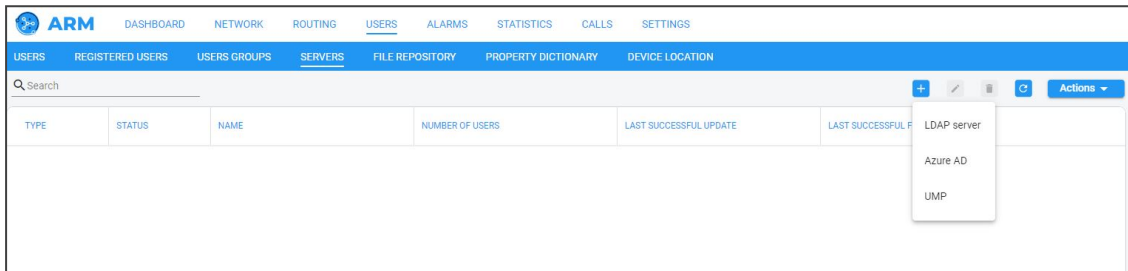 ARM DASHBOARD NETWORK ROUTING USERS ALARMS STATISTICS CALLS SETTINGS
USERS REGISTERED USERS USERS GROUPS SERVERS FILE REPOSITORY PROPERTY DICTIONARY DEVICE LOCATION
Search Actions
TYPE STATUS NAME NUMBER OF USERS LAST SUCCESSFUL UPDATE LAST SUCCESSFUL F
LDAP server
Azure AD
UMP